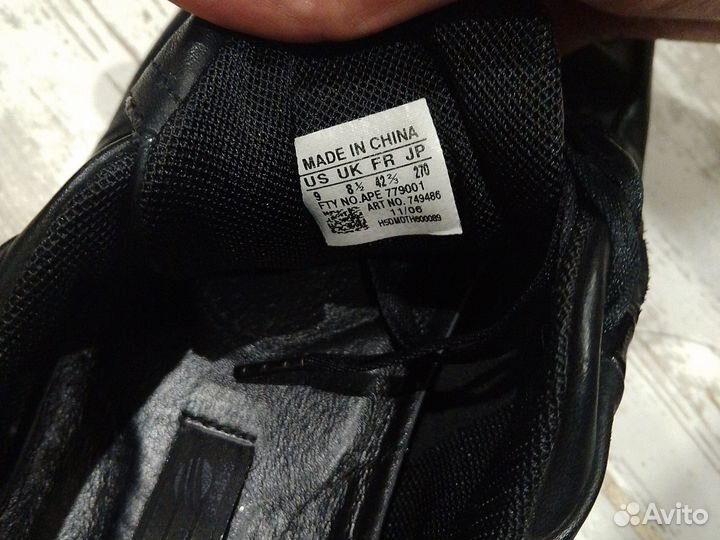 MADE IN CHINA
US UK FR JP
9 8½ 42⅔ 270
FTY NO.APE 779001
ART NO. 749486
11/06
HSDM0TH600089
Avito